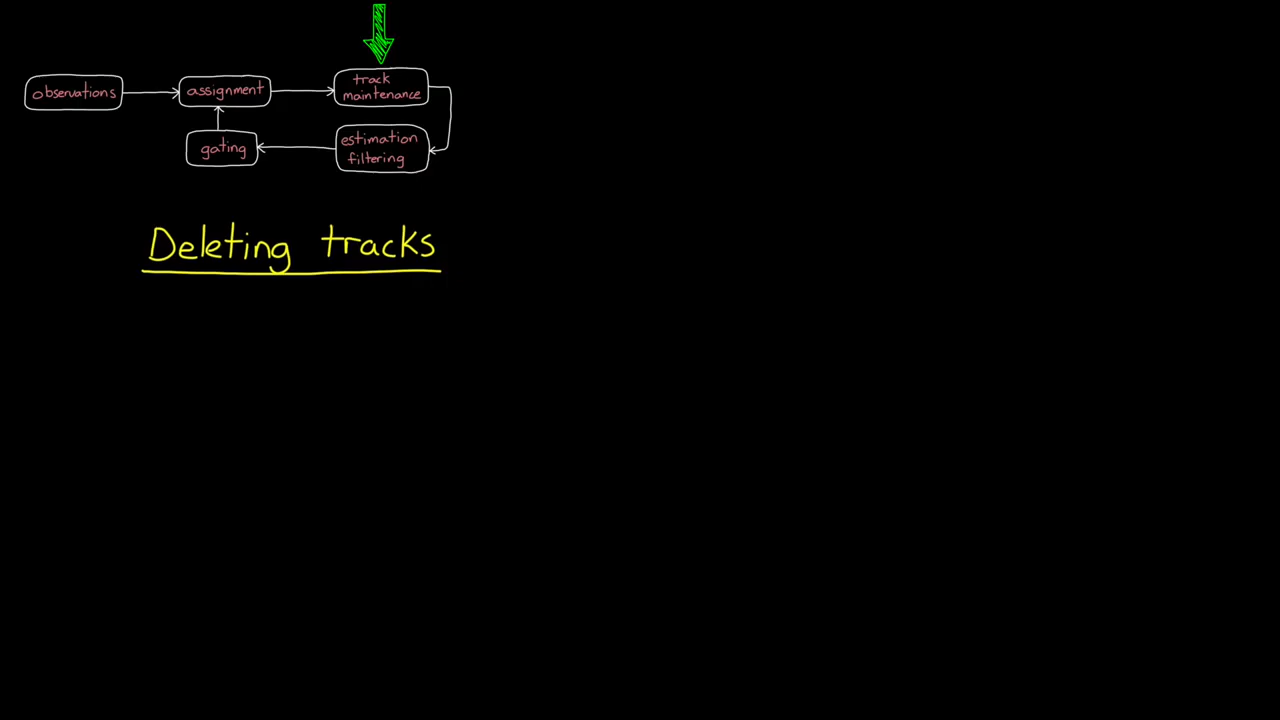 observations
assignment
track
maintenance
gating
estimation
filtering
Deleting tracks